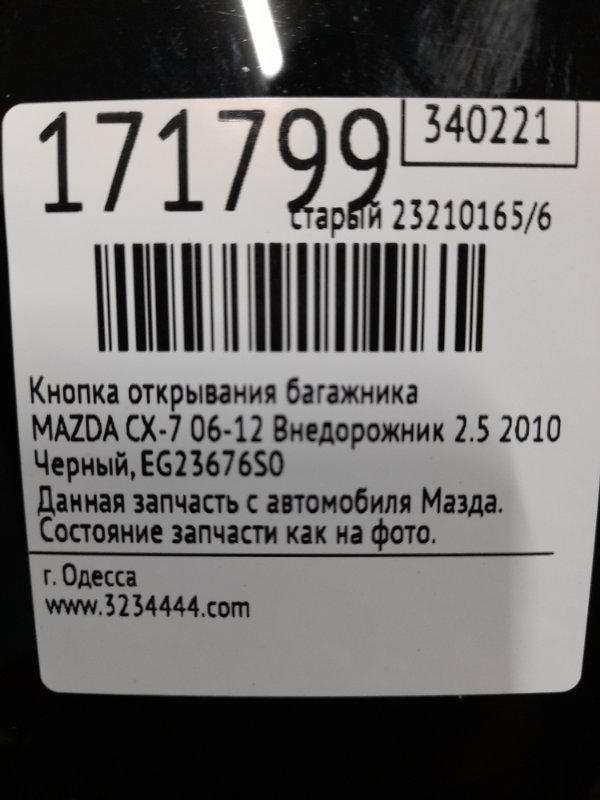 171799
340221
старый 23210165/6
Кнопка открывания багажника
MAZDA CX-7 06-12 Внедорожник 2.5 2010
Черный, EG23676S0
Данная запчасть с автомобиля Мазда.
Состояние запчасти как на фото.
г. Одесса
www.3234444.com